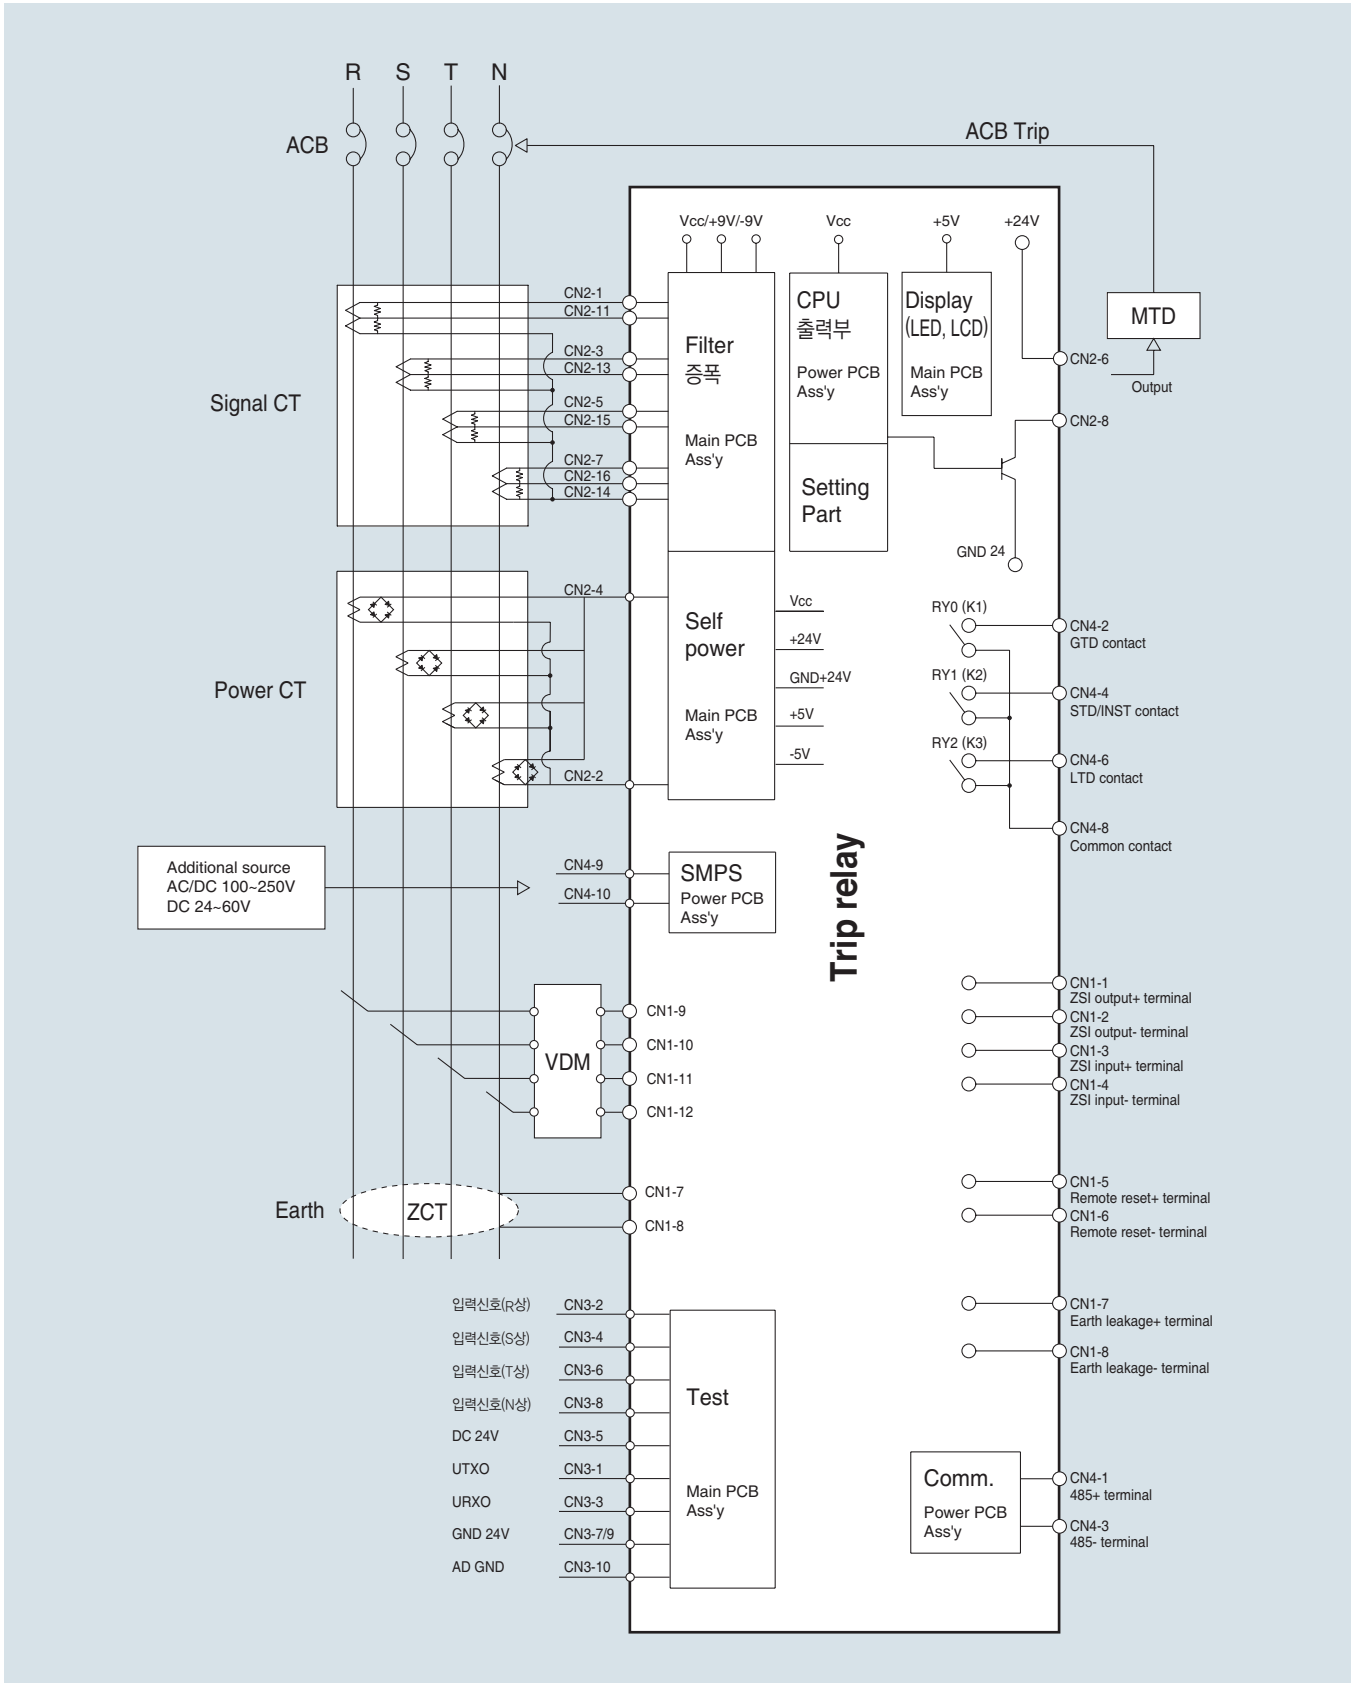 R S T N
ACB
ACB Trip
Vcc/+9V/-9V
Vcc
+5V
+24V
CN2-1
CN2-11
CN2-3
CN2-13
CN2-5
CN2-15
CN2-7
CN2-16
CN2-14
Signal CT
Filter
증폭
Main PCB
Ass'y
CPU
출력부
Power PCB
Ass'y
Setting
Part
Display
(LED, LCD)
Main PCB
Ass'y
MTD
CN2-6
Output
CN2-8
GND 24
Power CT
CN2-4
CN2-2
Self
power
Main PCB
Ass'y
Vcc
+24V
GND+24V
+5V
-5V
RY0 (K1)
CN4-2
GTD contact
RY1 (K2)
CN4-4
STD/INST contact
RY2 (K3)
CN4-6
LTD contact
CN4-8
Common contact
Additional source
AC/DC 100~250V
DC 24~60V
CN4-9
CN4-10
SMPS
Power PCB
Ass'y
Trip relay
VDM
CN1-9
CN1-10
CN1-11
CN1-12
CN1-1
ZSI output+ terminal
CN1-2
ZSI output- terminal
CN1-3
ZSI input+ terminal
CN1-4
ZSI input- terminal
Earth
ZCT
CN1-7
CN1-8
CN1-5
Remote reset+ terminal
CN1-6
Remote reset- terminal
CN1-7
Earth leakage+ terminal
CN1-8
Earth leakage- terminal
입력신호(R상) CN3-2
입력신호(S상) CN3-4
입력신호(T상) CN3-6
입력신호(N상) CN3-8
DC 24V CN3-5
UTXO CN3-1
URXO CN3-3
GND 24V CN3-7/9
AD GND CN3-10
Test
Main PCB
Ass'y
Comm.
Power PCB
Ass'y
CN4-1
485+ terminal
CN4-3
485- terminal